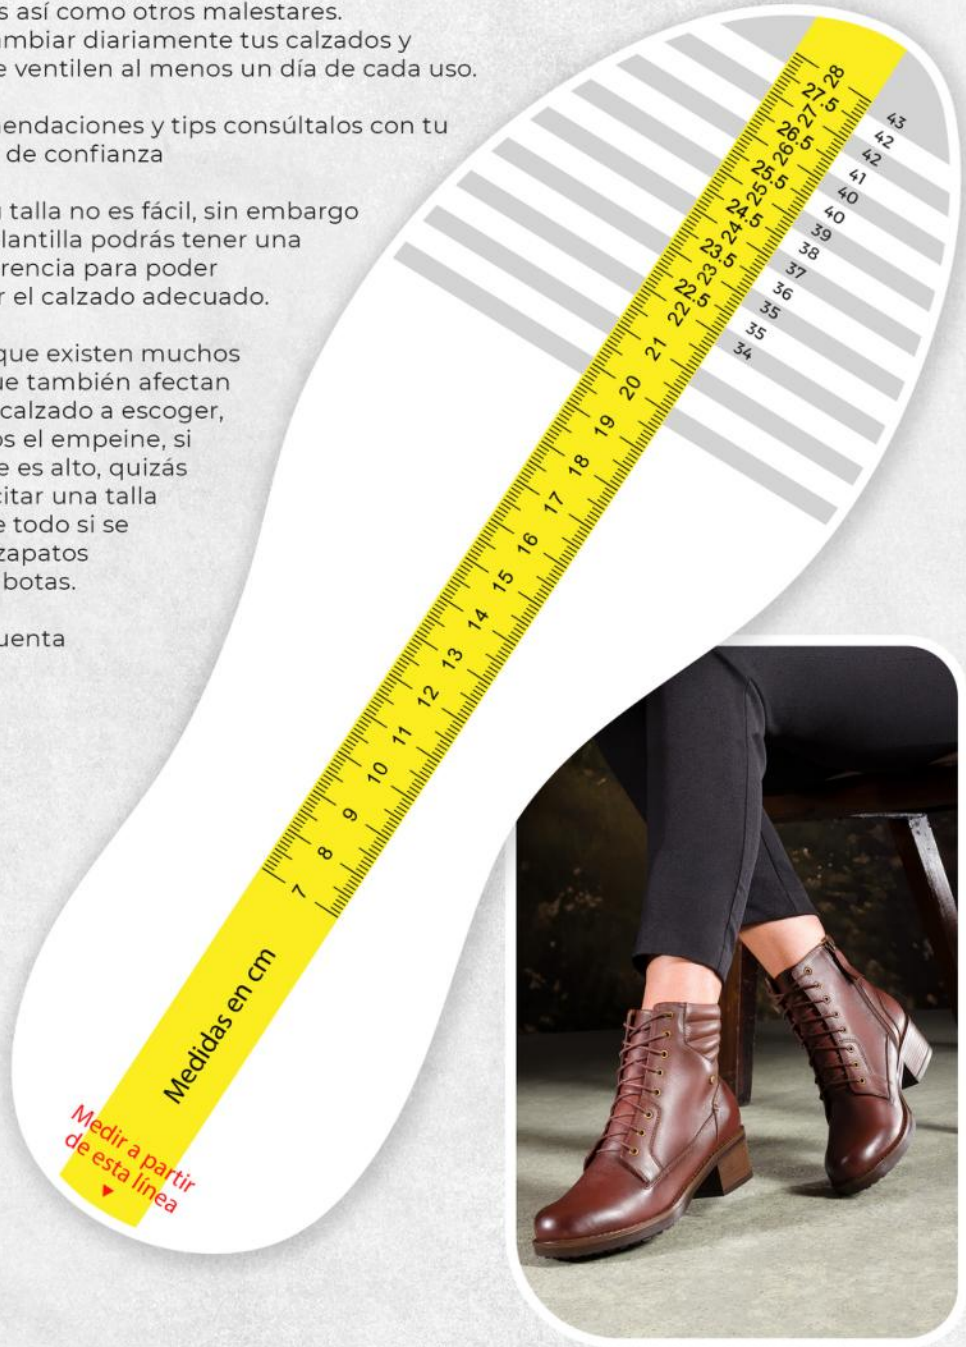 s así como otros malestares.
mbiar diariamente tus calzados y
e ventilen al menos un día de cada uso.
endaciones y tips consúltalos con tu
de confianza
u talla no es fácil, sin embargo
lantilla podrás tener una
rencia para poder
r el calzado adecuado.
que existen muchos
ue también afectan
calzado a escoger,
os el empeine, si
e es alto, quizás
citar una talla
e todo si se
zapatos
botas.
uenta
28
27.5
27
26.5
26
25.5
25
24.5
24
23.5
23
22.5
22
21
20
19
18
17
16
15
14
13
12
11
10
9
8
7
43
42
42
41
40
40
39
38
37
36
35
35
34
Medidas en cm
Medir a partir
de esta línea